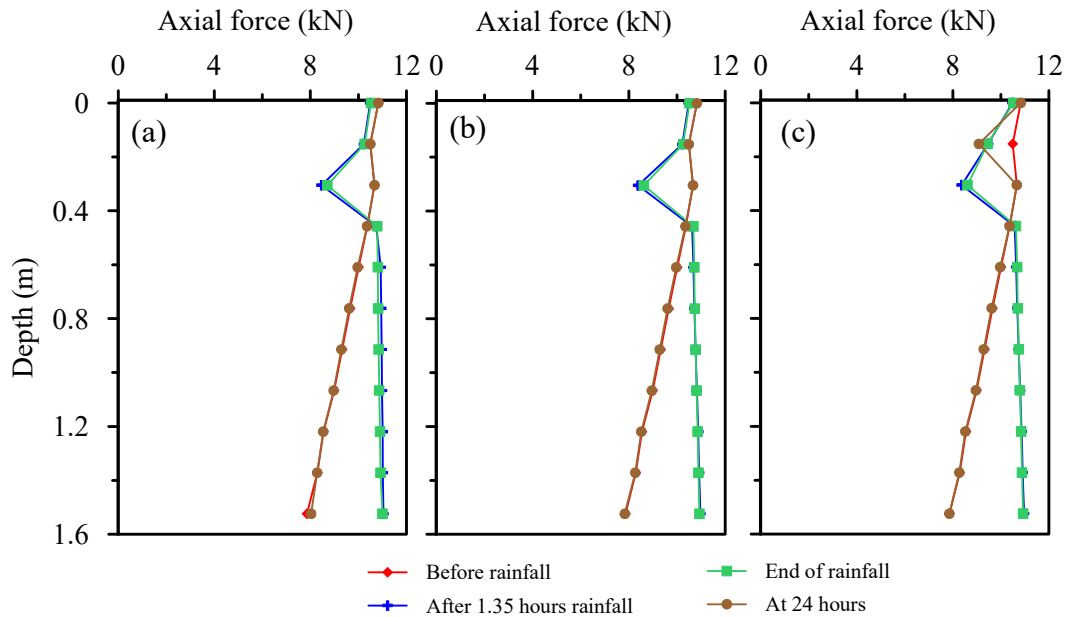 Axial force (kN) Axial force (kN) Axial force (kN)
0 4 8 12 0 4 8 12 0 4 8 12
0
(a) (b) (c)
0.4
Depth (m)
0.8
1.2
1.6
Before rainfall End of rainfall
After 1.35 hours rainfall At 24 hours